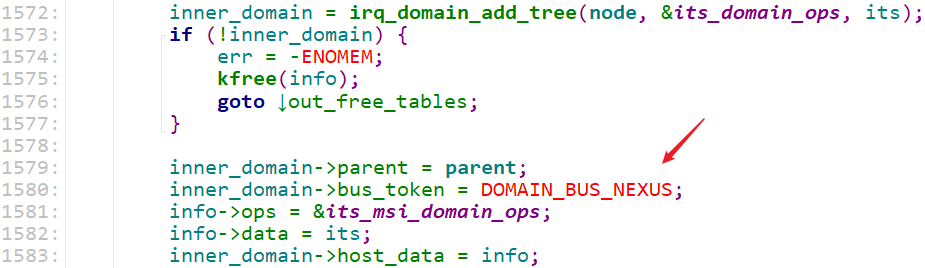 1572: inner_domain = irq_domain_add_tree(node, &its_domain_ops, its);
1573: if (!inner_domain) {
1574: err = -ENOMEM;
1575: kfree(info);
1576: goto ↓out_free_tables;
1577: }
1578:
1579: inner_domain->parent = parent;
1580: inner_domain->bus_token = DOMAIN_BUS_NEXUS;
1581: info->ops = &its_msi_domain_ops;
1582: info->data = its;
1583: inner_domain->host_data = info;